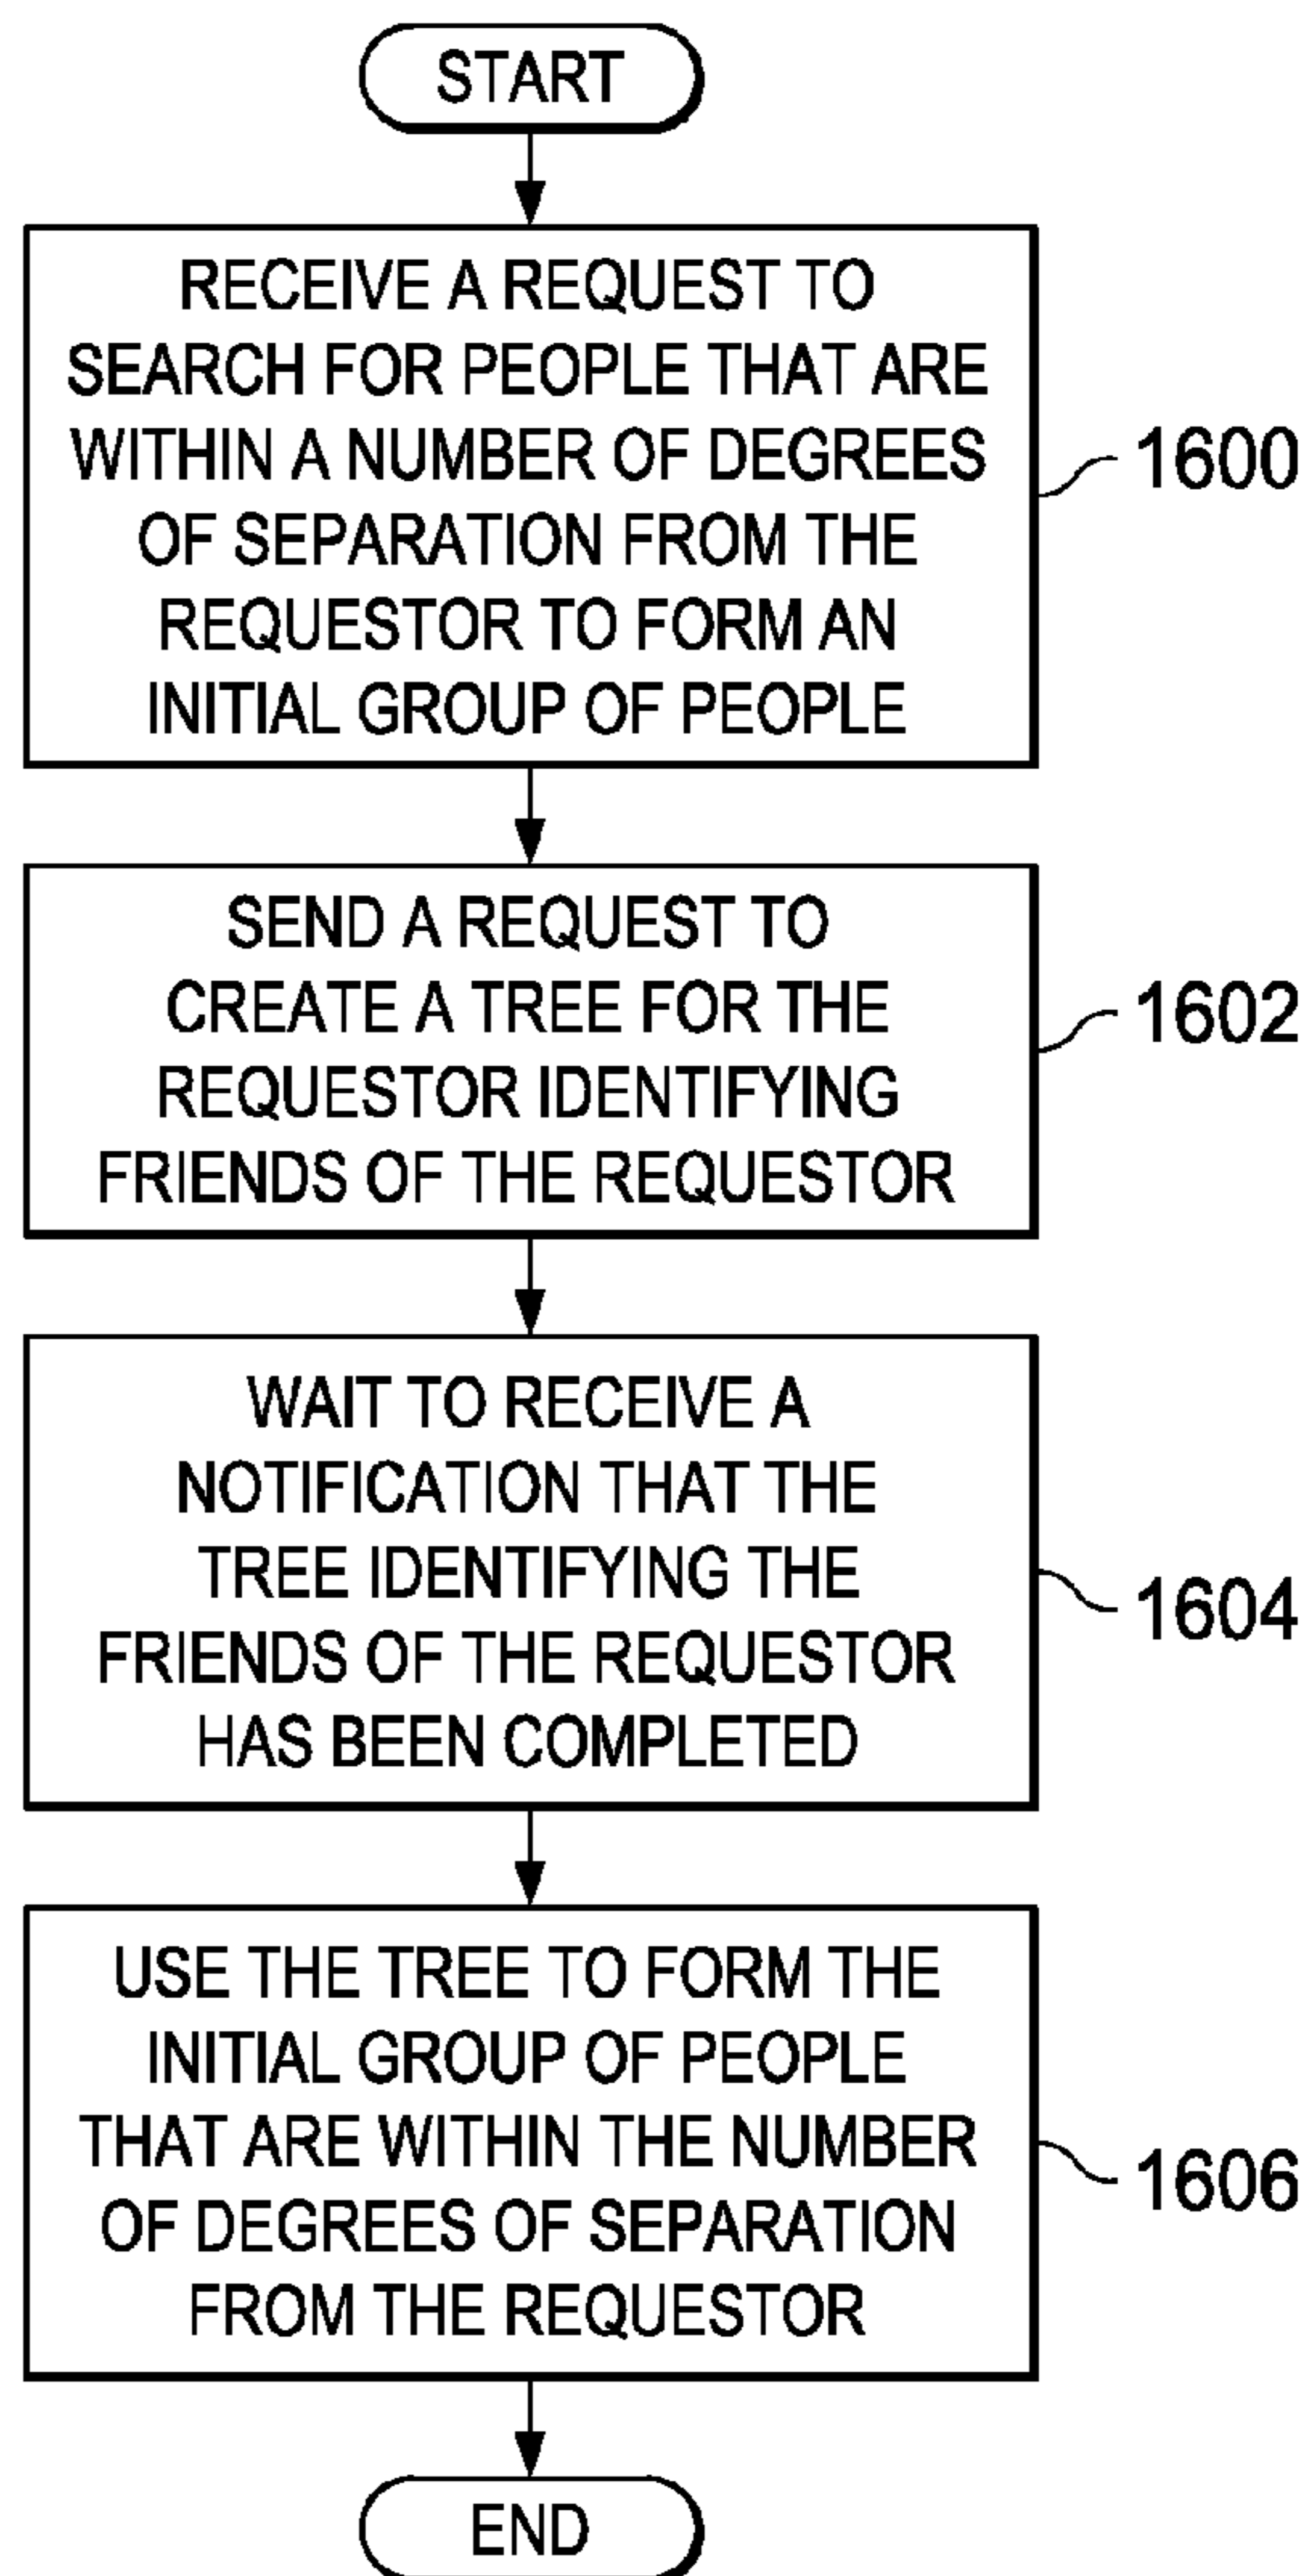 START
RECEIVE A REQUEST TO
SEARCH FOR PEOPLE THAT ARE
WITHIN A NUMBER OF DEGREES
OF SEPARATION FROM THE
REQUESTOR TO FORM AN
INITIAL GROUP OF PEOPLE
1600
SEND A REQUEST TO
CREATE A TREE FOR THE
REQUESTOR IDENTIFYING
FRIENDS OF THE REQUESTOR
1602
WAIT TO RECEIVE A
NOTIFICATION THAT THE
TREE IDENTIFYING THE
FRIENDS OF THE REQUESTOR
HAS BEEN COMPLETED
1604
USE THE TREE TO FORM THE
INITIAL GROUP OF PEOPLE
THAT ARE WITHIN THE NUMBER
OF DEGREES OF SEPARATION
FROM THE REQUESTOR
1606
END